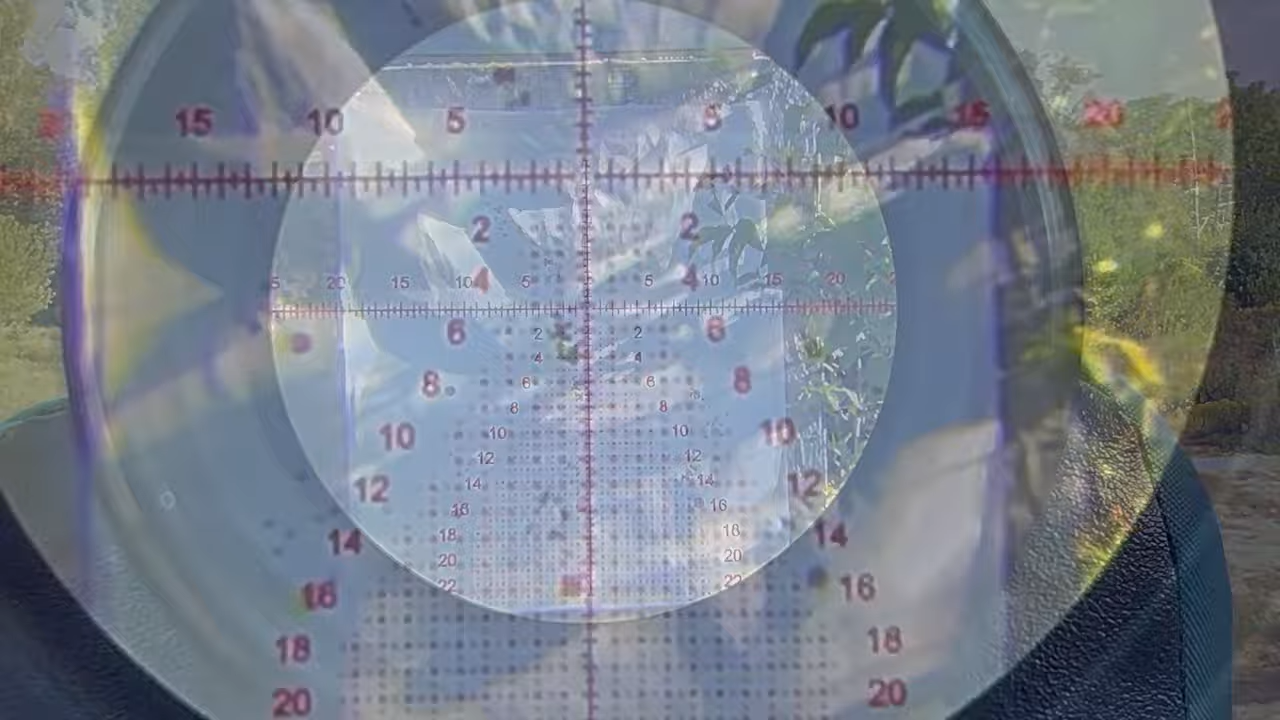 15 10 5 5 10 15 20
2 2
5 20 15 10 4 5 5 4 10 15 20
6 2 2 6
4 4
8 6 6 8
8 8
10 10 10 10
12 12
12 14 14 12
16 16
14 18 18 14
20 20
16 22 22 16
18 18
20 20